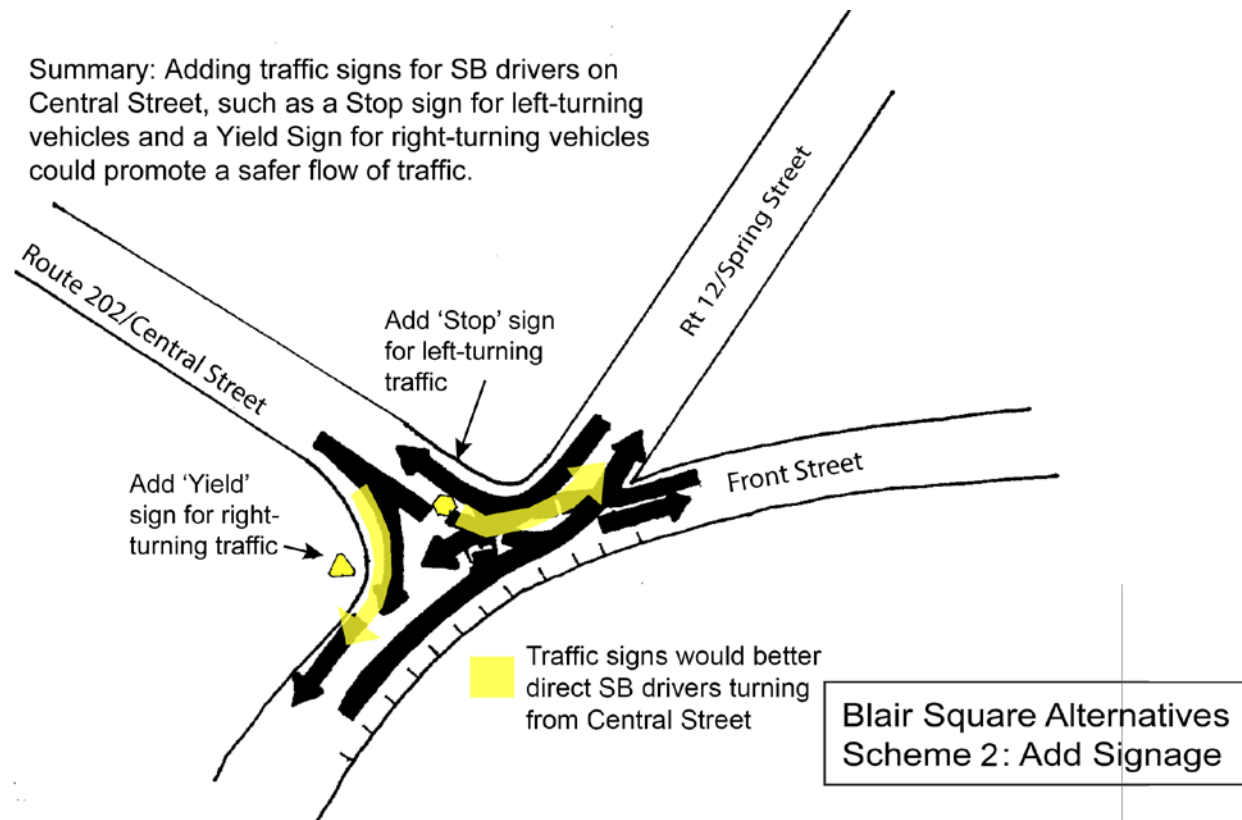 Summary: Adding traffic signs for SB drivers on
Central Street, such as a Stop sign for left-turning
vehicles and a Yield Sign for right-turning vehicles
could promote a safer flow of traffic.
Route 202/Central Street
Rt 12/Spring Street
Add ‘Stop’ sign
for left-turning
traffic
Front Street
Add ‘Yield’
sign for right-
turning traffic
Traffic signs would better
direct SB drivers turning
from Central Street
Blair Square Alternatives
Scheme 2: Add Signage